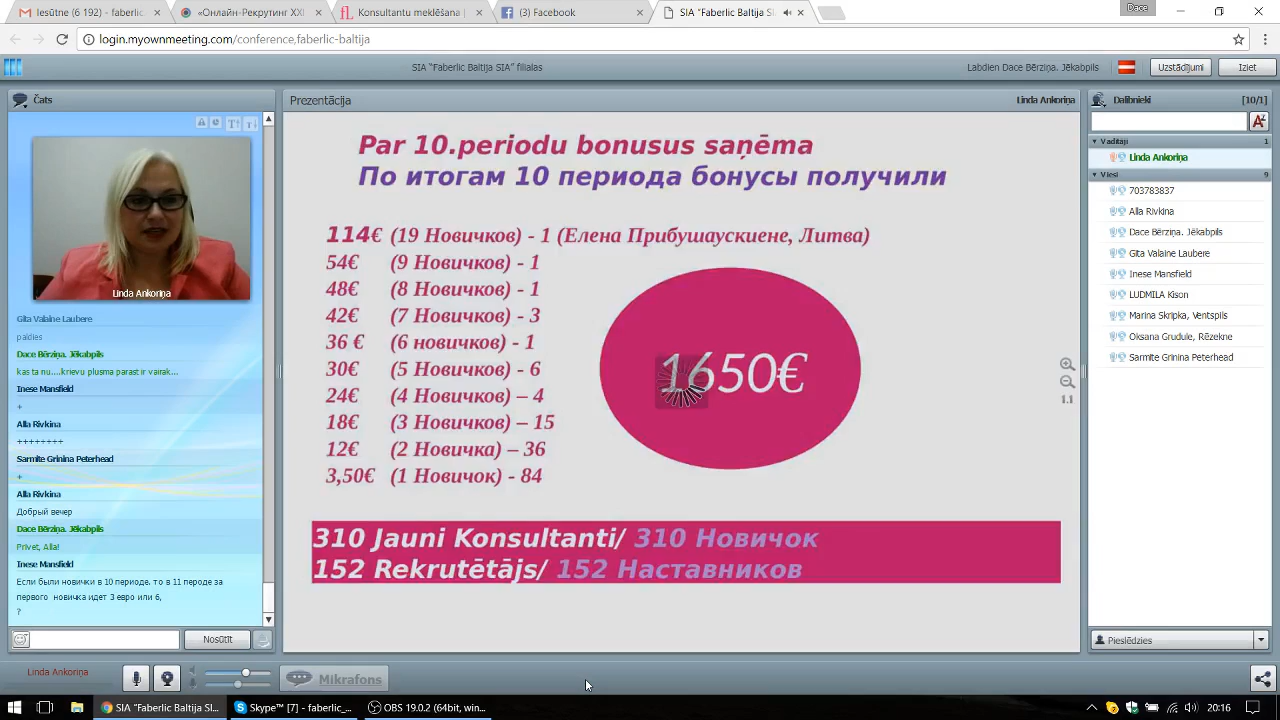 Iesūtne (6 192) - faberlic-
«Онлайн-Рекрутинг XXI
Konsultantu meklēšana |
(3) Facebook
SIA "Faberlic Baltija SI
Dace
login.myownmeeting.com/conference,faberlic-baltija
SIA "Faberlic Baltija SIA" filialas
Labdien Dace Bērziņa. Jēkabpils
Uzstādījumi
Iziet
Čats
Linda Ankoriņa
Gita Valaine Laubere
paldies
Dace Bērziņa. Jēkabpils
kas ta nu....krievu plusma parast ir vairak...
Inese Mansfield
+
Alla Rivkina
++++++++
Sarmite Grinina Peterhead
+
Alla Rivkina
Добрый вечер
Dace Bērziņa. Jēkabpils
Privet, Alla!
Inese Mansfield
Если были новички в 10 периоде. то в 11 пероде за
первого новичка идет 3 евро или 6,
?
Nosūtīt
Linda Ankoriņa
Mikrafons
Prezentācija
Linda Ankoriņa
Par 10.periodu bonusus saņēma
По итогам 10 периода бонусы получили
114€ (19 Новичков) - 1 (Елена Прибушаускиене, Литва)
54€ (9 Новичков) - 1
48€ (8 Новичков) - 1
42€ (7 Новичков) - 3
36 € (6 новичков) - 1
30€ (5 Новичков) - 6
24€ (4 Новичков) – 4
18€ (3 Новичков) – 15
12€ (2 Новичка) – 36
3,50€ (1 Новичок) - 84
1650€
310 Jauni Konsultanti/ 310 Новичок
152 Rekrutētājs/ 152 Наставников
1.1
Dalībnieki
[10/1]
Vadītāji 1
Linda Ankoriņa
Viesi 9
703783837
Alla Rivkina
Dace Bērziņa. Jēkabpils
Gita Valaine Laubere
Inese Mansfield
LUDMILA Kison
Marina Skripka, Ventspils
Oksana Grudule, Rēzekne
Sarmite Grinina Peterhead
Pieslēdzies
SIA "Faberlic Baltija SI...
Skype™ [7] - faberlic_...
OBS 19.0.2 (64bit, win...
20:16